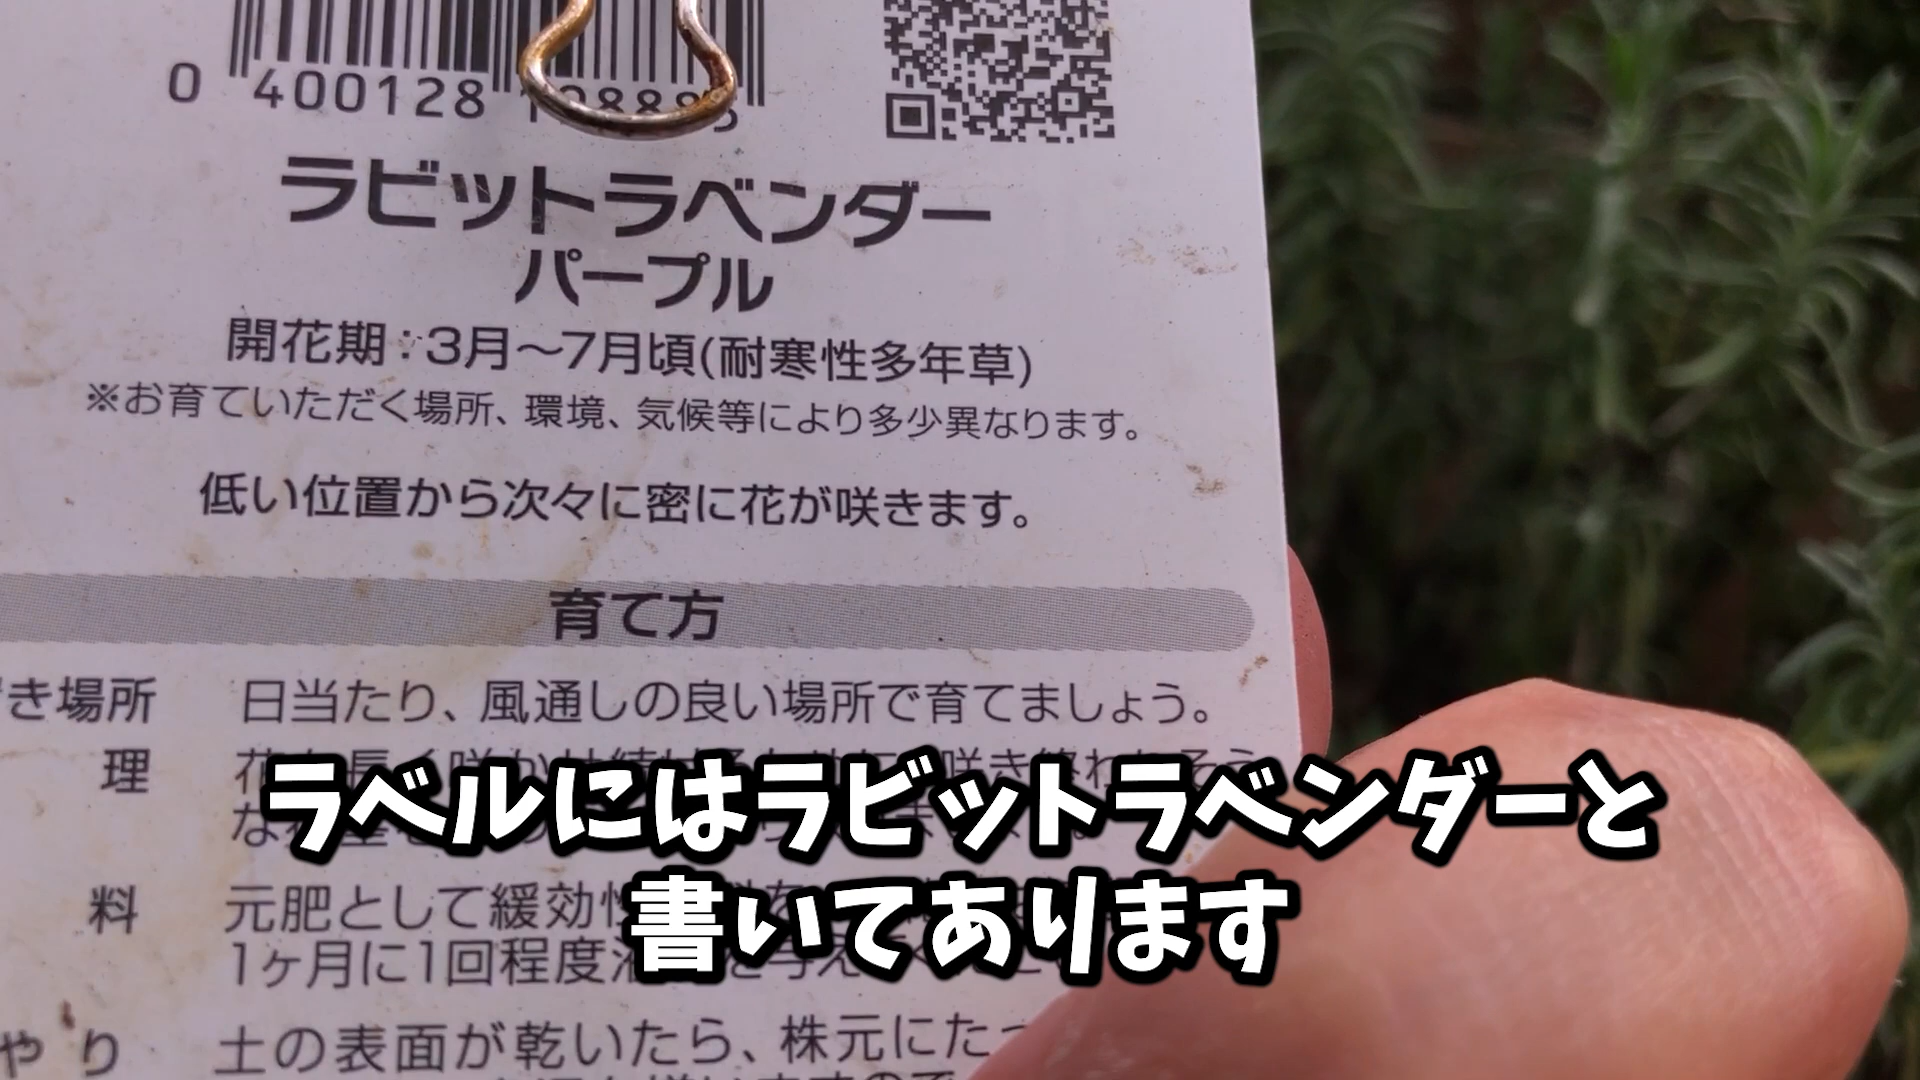 0 400128
ラビットラベンダー
パープル
開花期：3月～7月頃(耐寒性多年草)
※お育ていただく場所、環境、気候等により多少異なります。
低い位置から次々に密に花が咲きます。
育て方
き場所 日当たり、風通しの良い場所で育てましょう。
理
ラベルにはラビットラベンダーと
料 元肥として緩効
書いてあります
1ヶ月に1回程度
やり 土の表面が乾いたら、株元にた